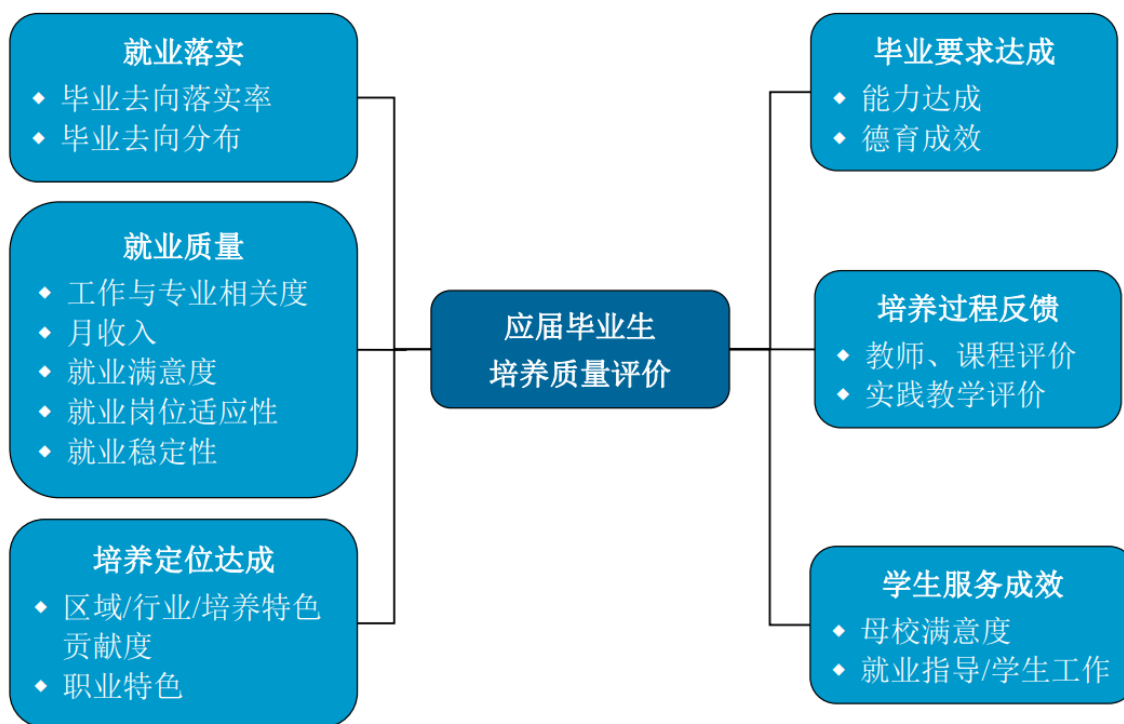 就业落实
毕业去向落实率
毕业去向分布
就业质量
工作与专业相关度
月收入
就业满意度
就业岗位适应性
就业稳定性
培养定位达成
区域/行业/培养特色
贡献度
职业特色
应届毕业生
培养质量评价
毕业要求达成
能力达成
德育成效
培养过程反馈
教师、课程评价
实践教学评价
学生服务成效
母校满意度
就业指导/学生工作